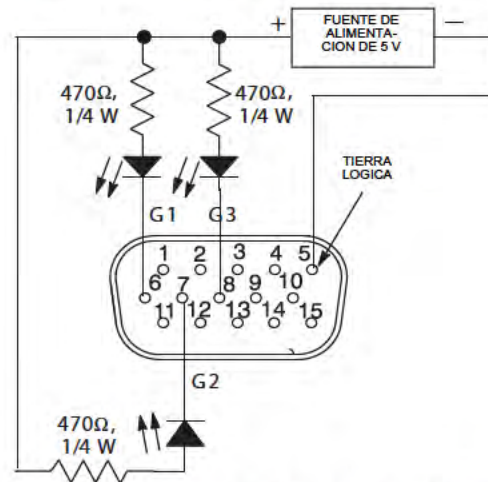 +
FUENTE DE
ALIMENTA-
CION DE 5 V
—
470Ω,
1/4 W
470Ω,
1/4 W
TIERRA
LOGICA
G1
G3
1
2
3
4
5
6
7
8
9
10
11
12
13
14
15
G2
470Ω,
1/4 W